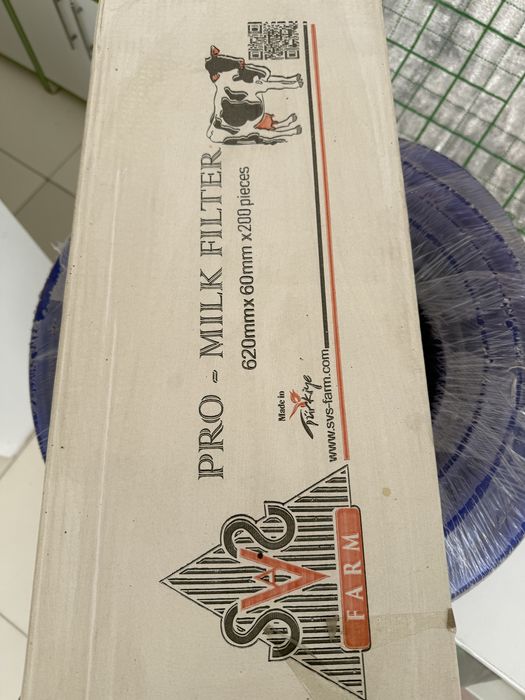 PRO - MILK FILTER
620mmx 60mm x200 pieces
Made in
Türkiye
www.svs-farm.com
SVS
FARM